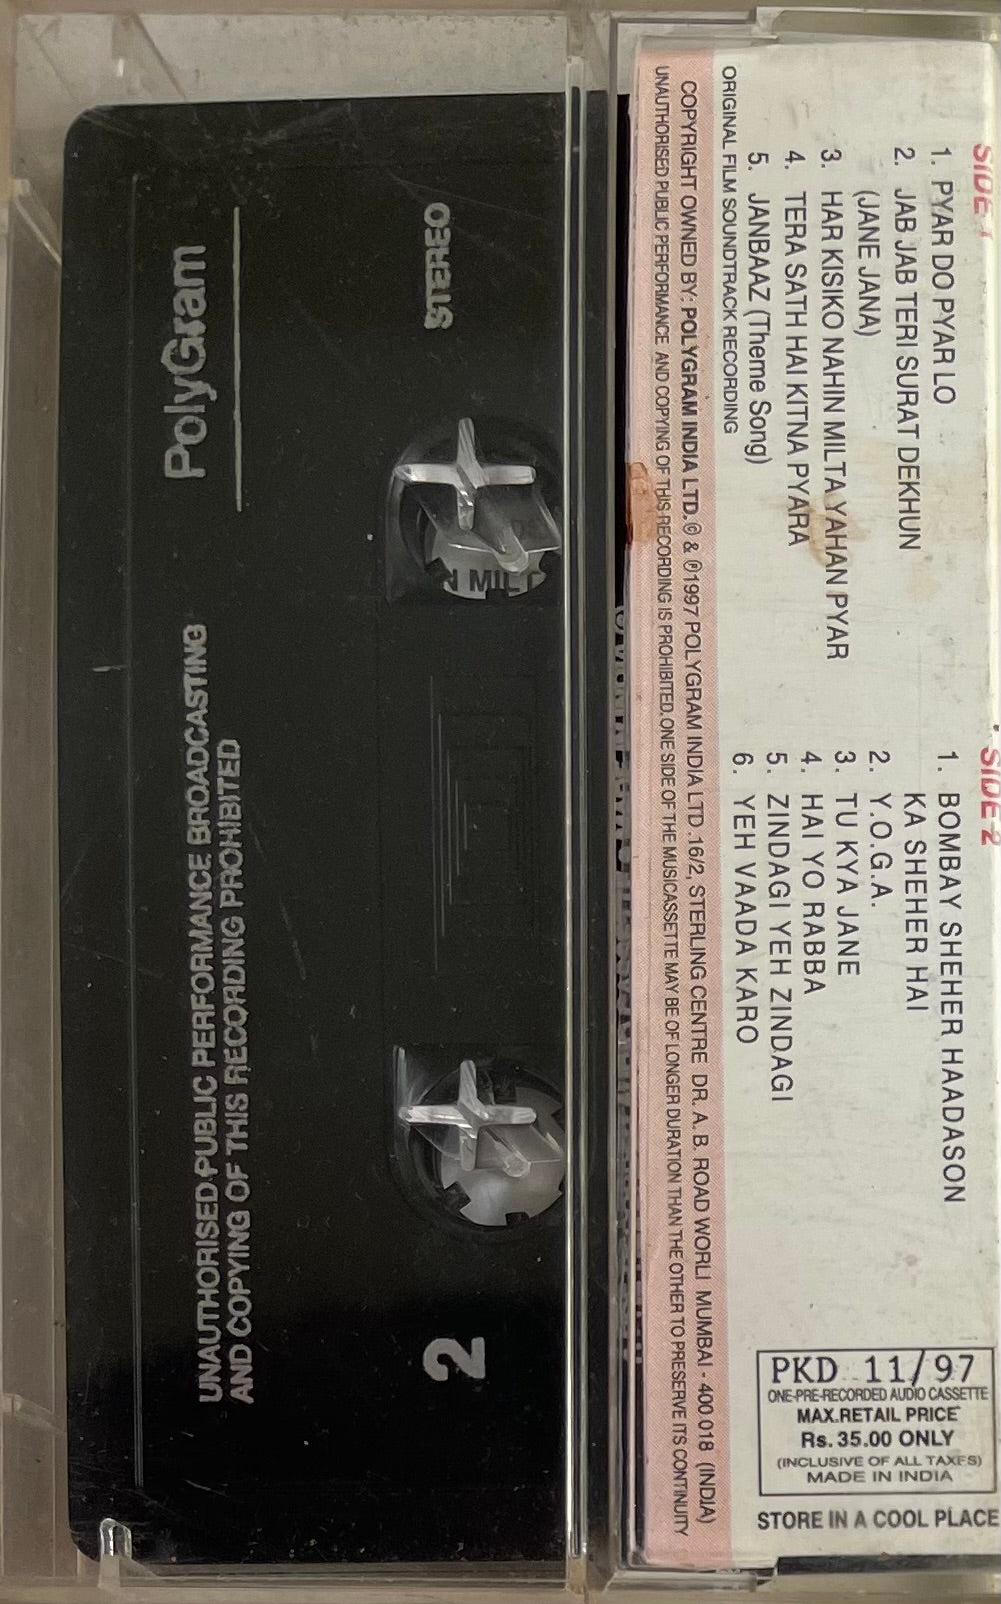 SIDE 1
1. PYAR DO PYAR LO
2. JAB JAB TERI SURAT DEKHUN
(JANE JANA)
3. HAR KISIKO NAHIN MILTA YAHAN PYAR
4. TERA SATH HAI KITNA PYARA
5. JANBAAZ (Theme Song)
SIDE 2
1. BOMBAY SHEHER HAADASON
KA SHEHER HAI
2. Y.O.G.A.
3. TU KYA JANE
4. HAI YO RABBA
5. ZINDAGI YEH ZINDAGI
6. YEH VAADA KARO
ORIGINAL FILM SOUNDTRACK RECORDING
COPYRIGHT OWNED BY: POLYGRAM INDIA LTD. © & ℗1997 POLYGRAM INDIA LTD .16/2, STERLING CENTRE DR. A. B. ROAD WORLI MUMBAI - 400 018 (INDIA)
UNAUTHORISED PUBLIC PERFORMANCE AND COPYING OF THIS RECORDING IS PROHIBITED. ONE SIDE OF THE MUSICASSETTE MAY BE OF LONGER DURATION THAN THE OTHER TO PRESERVE ITS CONTINUITY
PKD 11/97
ONE-PRE-RECORDED AUDIO CASSETTE
MAX.RETAIL PRICE
Rs. 35.00 ONLY
(INCLUSIVE OF ALL TAXES)
MADE IN INDIA
STORE IN A COOL PLACE
STEREO
2
PolyGram
AND COPYING OF THIS RECORDING PROHIBITED
UNAUTHORISED PUBLIC PERFORMANCE BROADCASTING